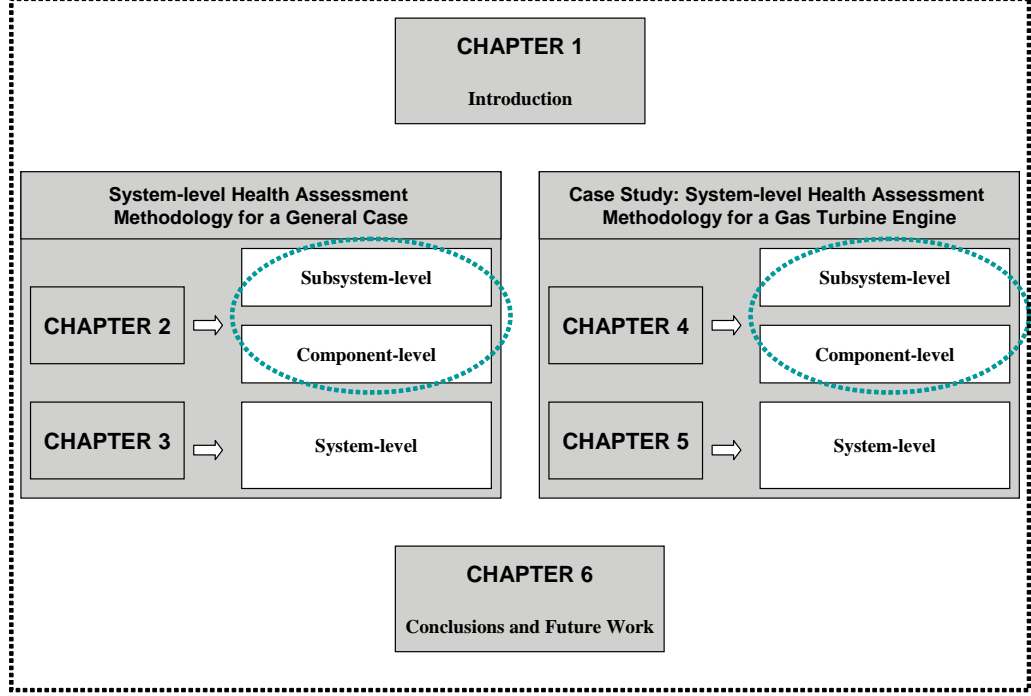 CHAPTER 1
Introduction
System-level Health Assessment
Methodology for a General Case
CHAPTER 2
Subsystem-level
Component-level
CHAPTER 3
System-level
Case Study: System-level Health Assessment
Methodology for a Gas Turbine Engine
CHAPTER 4
Subsystem-level
Component-level
CHAPTER 5
System-level
CHAPTER 6
Conclusions and Future Work